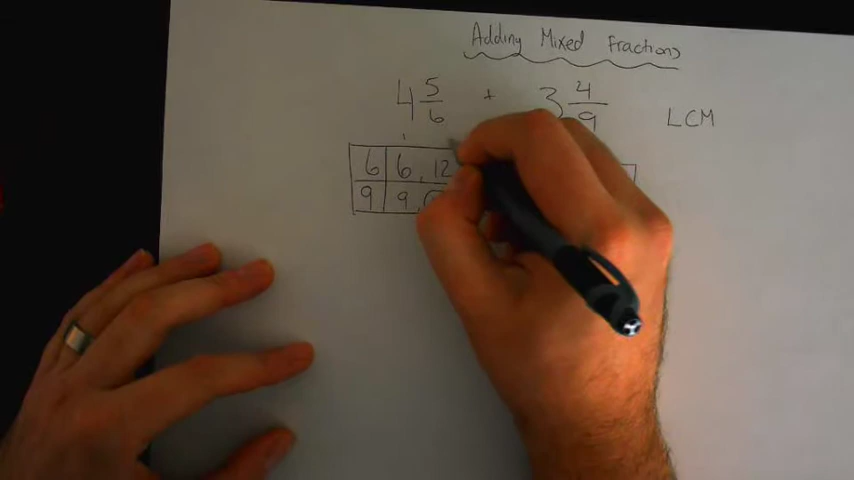 Adding Mixed Fractions
4 5/6 + 3 4/9 LCM
6 6, 12
9 9,